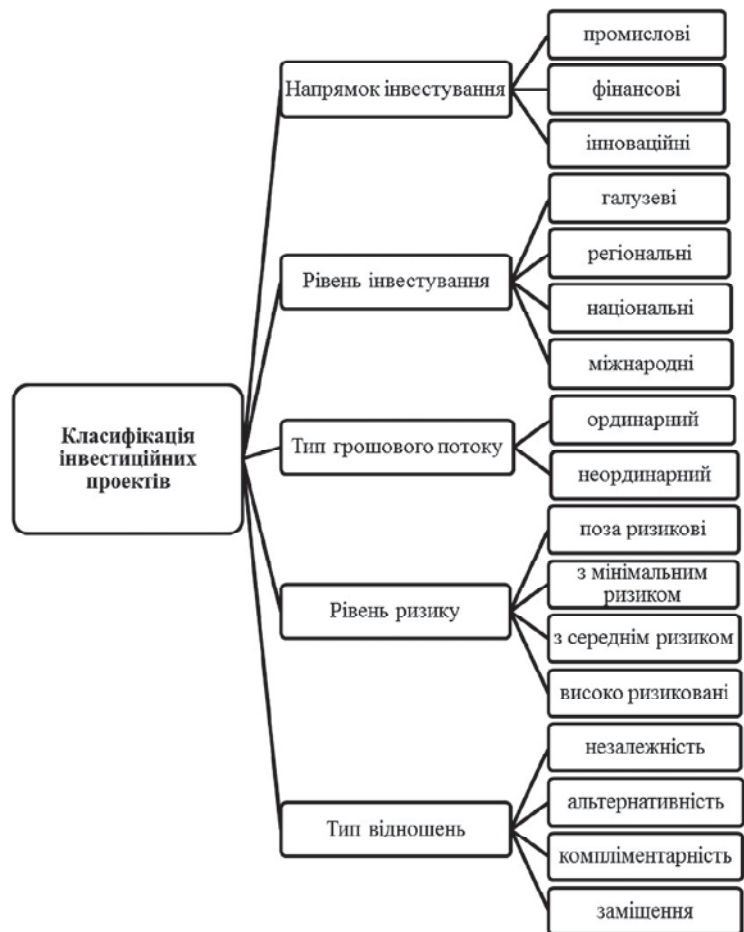 Класифікація
інвестиційних
проектів
Напрямок інвестування
промислові
фінансові
інноваційні
Рівень інвестування
галузеві
регіональні
національні
міжнародні
Тип грошового потоку
ординарний
неординарний
Рівень ризику
поза ризикові
з мінімальним
ризиком
з середнім ризиком
високо ризиковані
Тип відношень
незалежність
альтернативність
компліментарність
заміщення